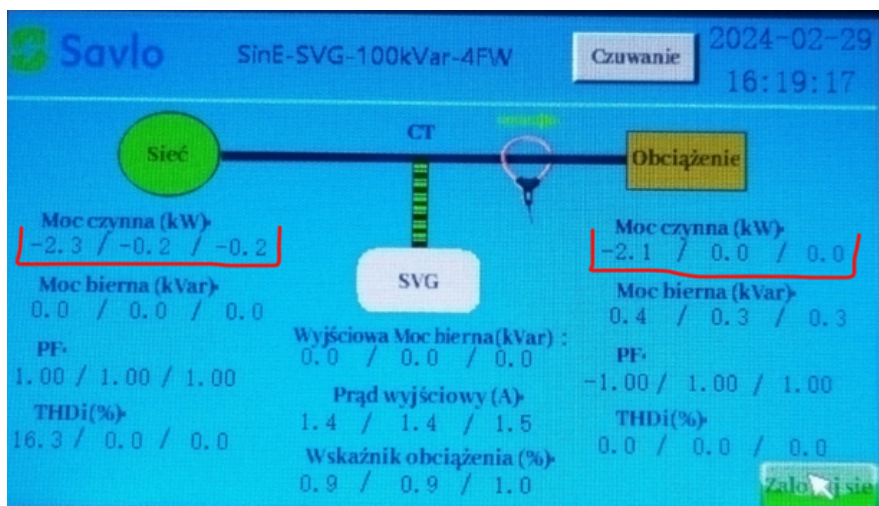 Savlo SinE-SVG-100kVar-4FW Czuwanie 2024-02-29
16:19:17
CT
Sieć Obciążenie
Moc czynna (kW) Moc czynna (kW)
-2.3 / -0.2 / -0.2 -2.1 / 0.0 / 0.0
SVG
Moc bierna (kVar) Moc bierna (kVar)
0.0 / 0.0 / 0.0 0.4 / 0.3 / 0.3
Wyjściowa Moc bierna(kVar) :
0.0 / 0.0 / 0.0
PF PF
1.00 / 1.00 / 1.00 -1.00 / 1.00 / 1.00
Prąd wyjściowy (A)
1.4 / 1.4 / 1.5
THDi(%) THDi(%)
16.3 / 0.0 / 0.0 0.0 / 0.0 / 0.0
Wskaźnik obciążenia (%)
0.9 / 0.9 / 1.0
się